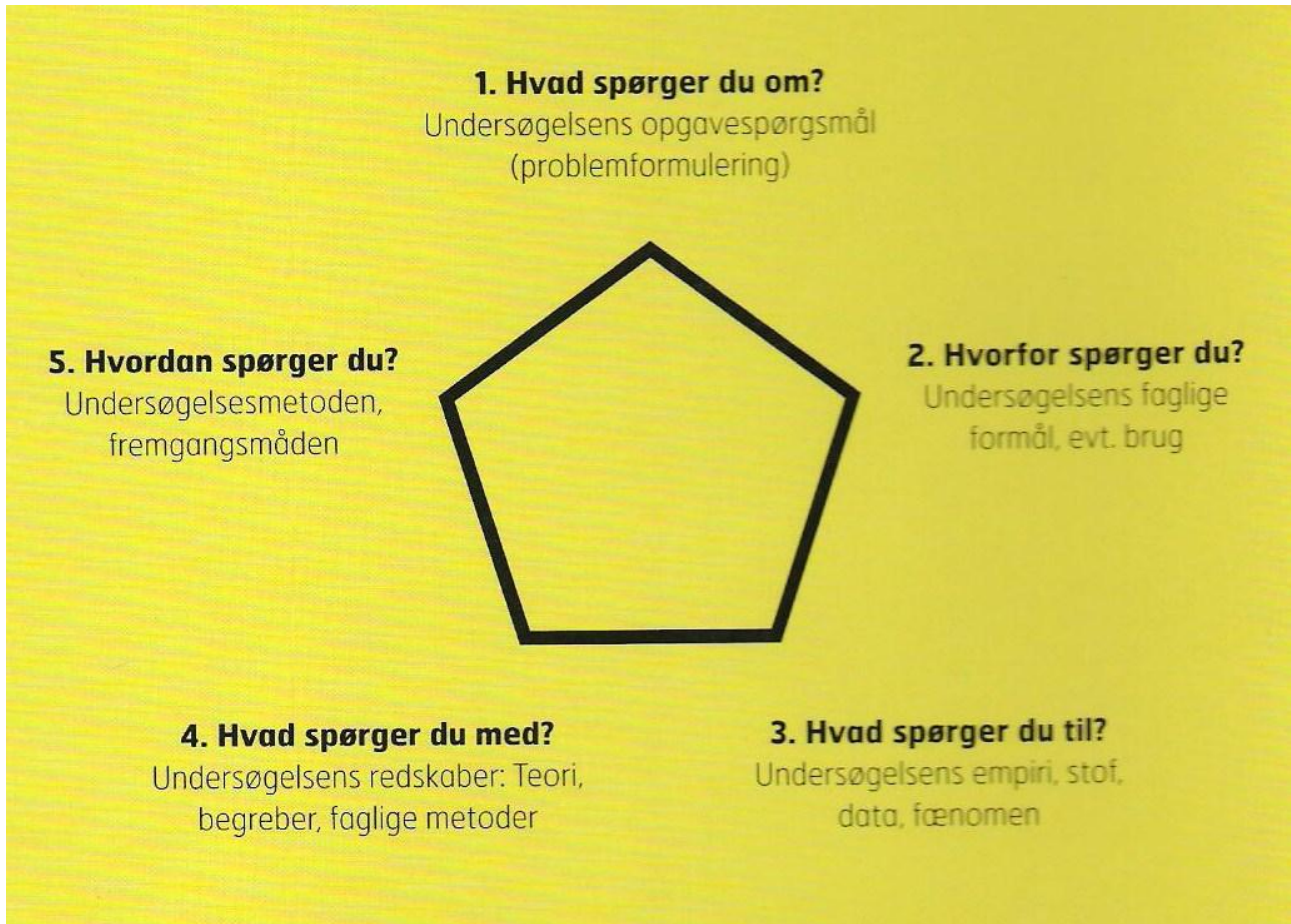 1. Hvad spørger du om?
Undersøgelsens opgavespørgsmål
(problemformulering)
2. Hvorfor spørger du?
Undersøgelsens faglige
formål, evt. brug
3. Hvad spørger du til?
Undersøgelsens empiri, stof,
data, fænomen
4. Hvad spørger du med?
Undersøgelsens redskaber: Teori,
begreber, faglige metoder
5. Hvordan spørger du?
Undersøgelsesmetoden,
fremgangsmåden